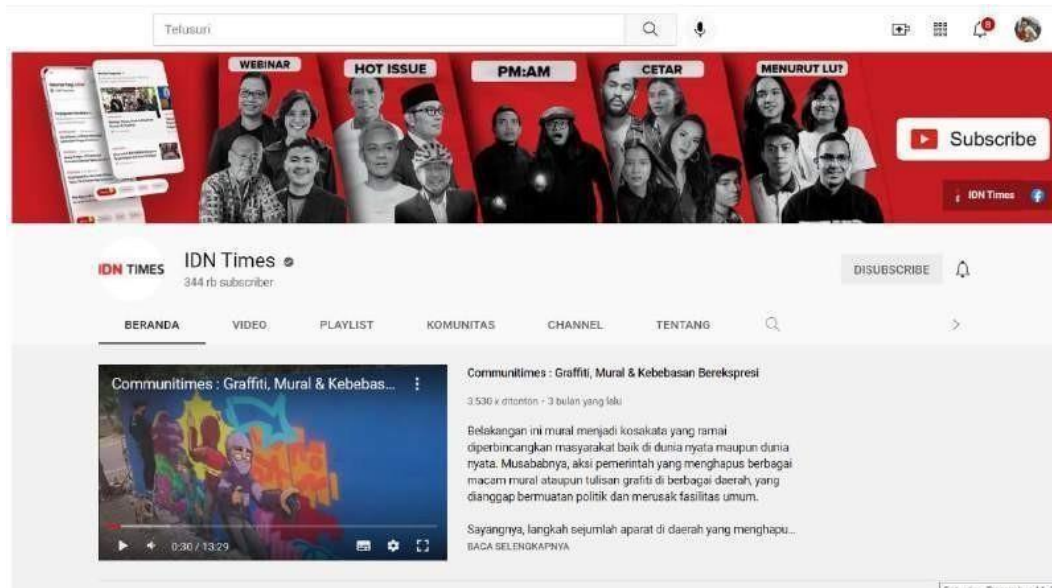 Telusuri
8
WEBINAR
HOT ISSUE
PM:AM
CETAR
MENURUT LU?
Subscribe
IDN Times
IDN TIMES
IDN Times
344 rb subscriber
DISUBSCRIBE
BERANDA VIDEO PLAYLIST KOMUNITAS CHANNEL TENTANG
Communitimes : Graffiti, Mural & Kebebas...
0:30 / 13:29
Communitimes : Graffiti, Mural & Kebebasan Berekspresi
3.530 x ditonton • 3 bulan yang lalu
Belakangan ini mural menjadi kosakata yang ramai
diperbincangkan masyarakat baik di dunia nyata maupun dunia
nyata. Musababnya, aksi pemerintah yang menghapus berbagai
macam mural ataupun tulisan grafiti di berbagai daerah, yang
dianggap bermuatan politik dan merusak fasilitas umum.
Sayangnya, langkah sejumlah aparat di daerah yang menghapu...
BACA SELENGKAPNYA